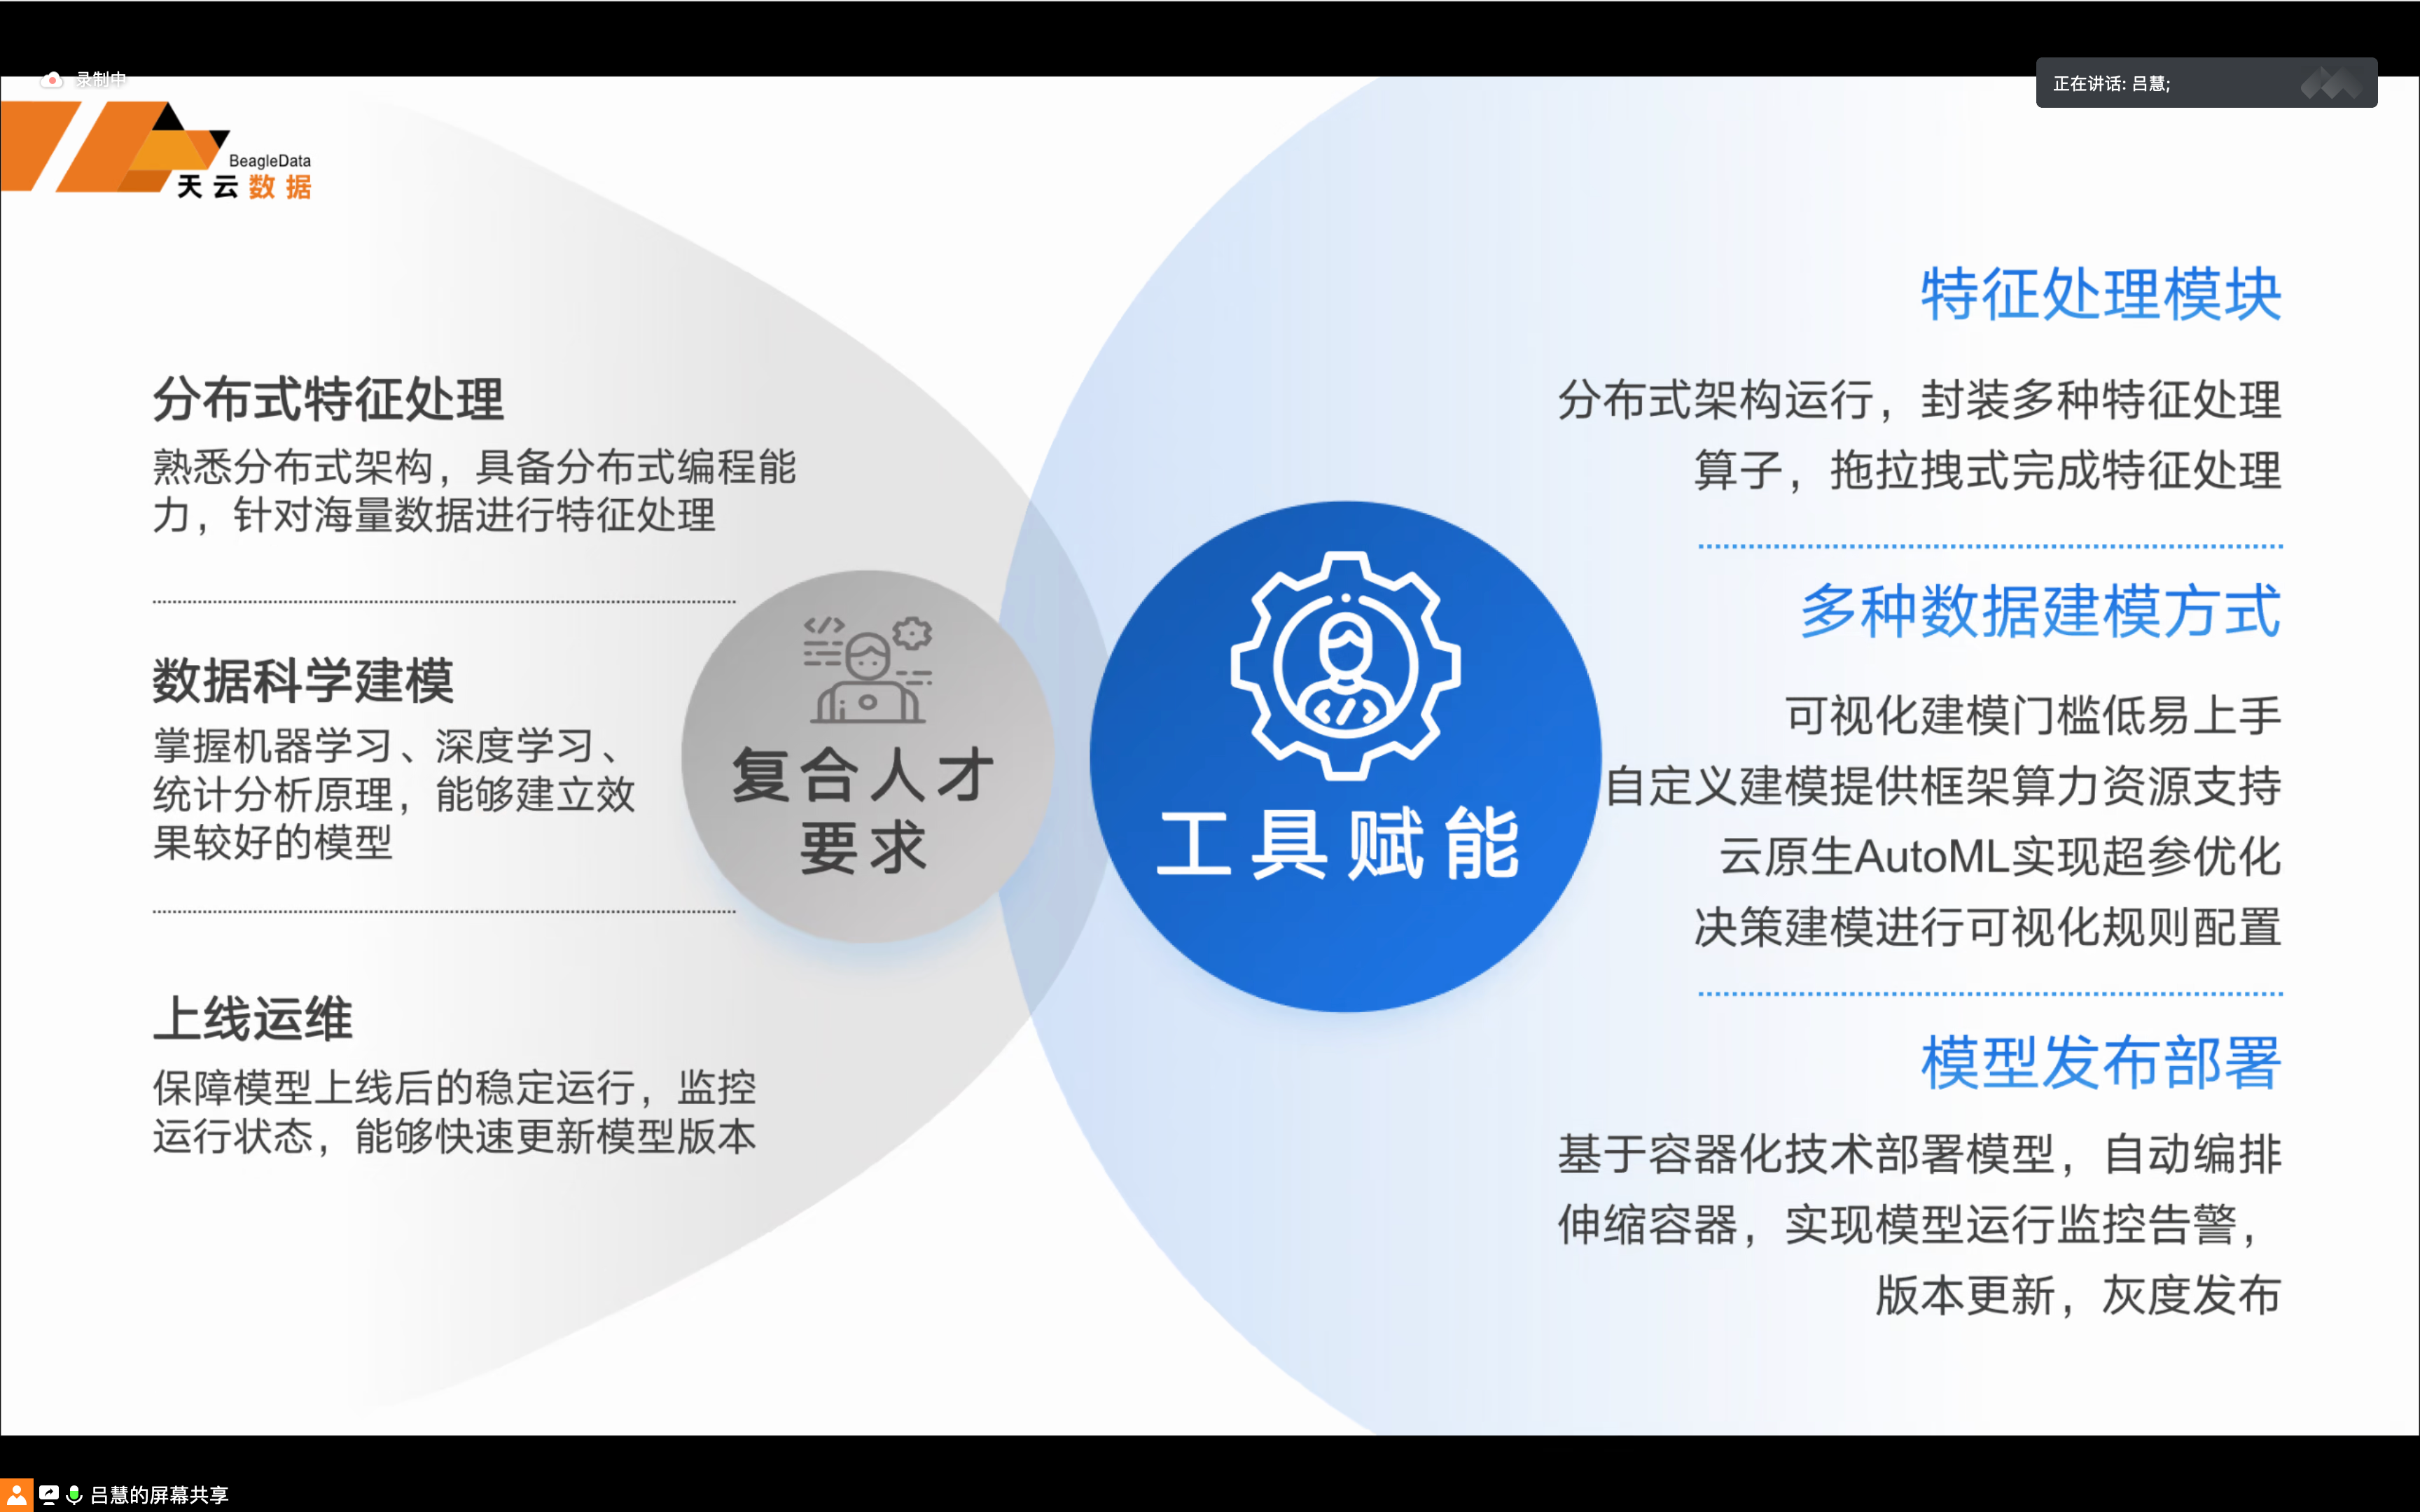 录制中
正在讲话: 吕慧;
BeagleData
天云数据
分布式特征处理
熟悉分布式架构，具备分布式编程能
力，针对海量数据进行特征处理
数据科学建模
掌握机器学习、深度学习、
统计分析原理，能够建立效
果较好的模型
上线运维
保障模型上线后的稳定运行，监控
运行状态，能够快速更新模型版本
复合人才
要求
工具赋能
特征处理模块
分布式架构运行，封装多种特征处理
算子，拖拉拽式完成特征处理
多种数据建模方式
可视化建模门槛低易上手
自定义建模提供框架算力资源支持
云原生AutoML实现超参优化
决策建模进行可视化规则配置
模型发布部署
基于容器化技术部署模型，自动编排
伸缩容器，实现模型运行监控告警，
版本更新，灰度发布
吕慧的屏幕共享